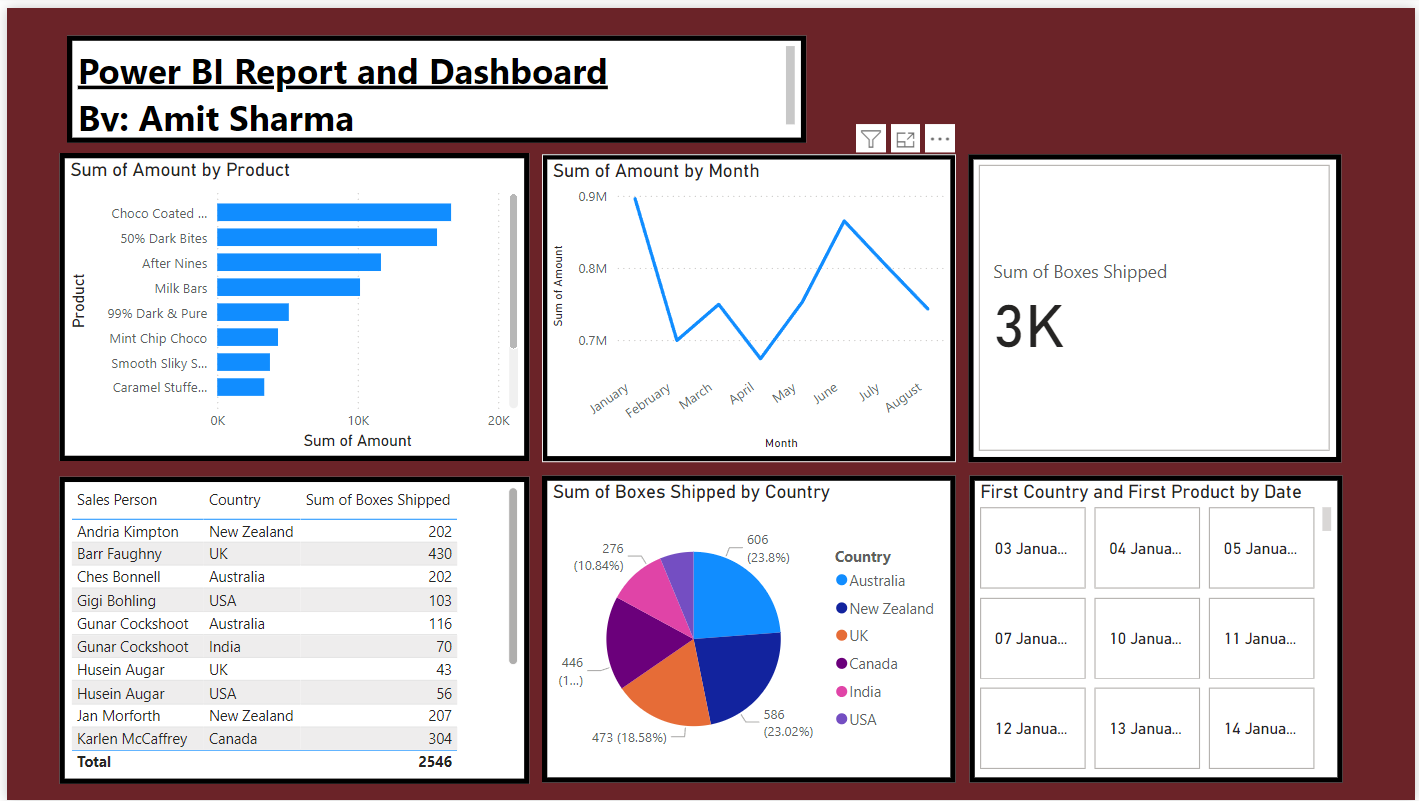 Power BI Report and Dashboard
By: Amit Sharma
Sum of Amount by Product
Product
Choco Coated ...
50% Dark Bites
After Nines
Milk Bars
99% Dark & Pure
Mint Chip Choco
Smooth Sliky S...
Caramel Stuffe...
0K 10K 20K
Sum of Amount
Sum of Amount by Month
Sum of Amount
0.9M
0.8M
0.7M
January February March April May June July August
Month
Sum of Boxes Shipped
3K
Sales Person Country Sum of Boxes Shipped
Andria Kimpton New Zealand 202
Barr Faughny UK 430
Ches Bonnell Australia 202
Gigi Bohling USA 103
Gunar Cockshoot Australia 116
Gunar Cockshoot India 70
Husein Augar UK 43
Husein Augar USA 56
Jan Morforth New Zealand 207
Karlen McCaffrey Canada 304
Total 2546
Sum of Boxes Shipped by Country
606
(23.8%)
586
(23.02%)
473 (18.58%)
446
(1...)
276
(10.84%)
Country
Australia
New Zealand
UK
Canada
India
USA
First Country and First Product by Date
03 Janua... 04 Janua... 05 Janua...
07 Janua... 10 Janua... 11 Janua...
12 Janua... 13 Janua... 14 Janua...